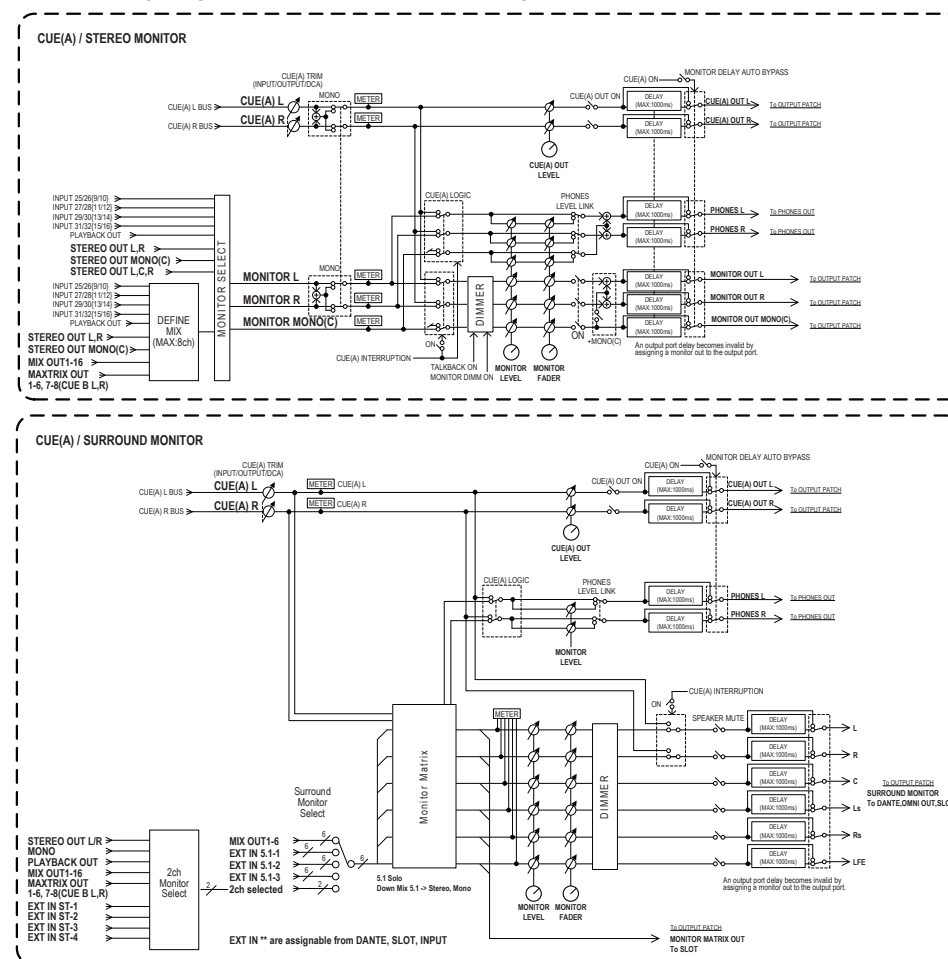 CUE(A) / STEREO MONITOR
CUE(A) TRIM
(INPUT/OUTPUT/DCA)
MONO
METER
CUE(A) L BUS
CUE(A) L
CUE(A) R BUS
CUE(A) R
METER
CUE(A) ON
MONITOR DELAY AUTO BYPASS
CUE(A) OUT ON
DELAY
(MAX:1000ms)
CUE(A) OUT L
To OUTPUT PATCH
DELAY
(MAX:1000ms)
CUE(A) OUT R
To OUTPUT PATCH
CUE(A) OUT
LEVEL
INPUT 25/26{9/10}
INPUT 27/28{11/12}
INPUT 29/30{13/14}
INPUT 31/32{15/16}
PLAYBACK OUT
STEREO OUT L,R
STEREO OUT MONO(C)
STEREO OUT L,C,R
INPUT 25/26{9/10}
INPUT 27/28{11/12}
INPUT 29/30{13/14}
INPUT 31/32{15/16}
PLAYBACK OUT
STEREO OUT L,R
STEREO OUT MONO(C)
MIX OUT1-16
MAXTRIX OUT
1-6, 7-8(CUE B L,R)
DEFINE
MIX
(MAX:8ch)
MONITOR SELECT
MONITOR L
MONITOR R
MONITOR MONO(C)
MONO
METER
METER
METER
CUE(A) LOGIC
PHONES
LEVEL LINK
DELAY
(MAX:1000ms)
PHONES L
To PHONES OUT
DELAY
(MAX:1000ms)
PHONES R
To PHONES OUT
DIMMER
ON
CUE(A) INTERRUPTION
TALKBACK ON
MONITOR DIMM ON
MONITOR
LEVEL
MONITOR
FADER
ON
+MONO(C)
DELAY
(MAX:1000ms)
MONITOR OUT L
To OUTPUT PATCH
DELAY
(MAX:1000ms)
MONITOR OUT R
To OUTPUT PATCH
DELAY
(MAX:1000ms)
MONITOR OUT MONO(C)
To OUTPUT PATCH
An output port delay becomes invalid by
assigning a monitor out to the output port.
CUE(A) / SURROUND MONITOR
CUE(A) TRIM
(INPUT/OUTPUT/DCA)
CUE(A) L BUS
CUE(A) L
METER CUE(A) L
CUE(A) R BUS
CUE(A) R
METER CUE(A) R
CUE(A) ON
MONITOR DELAY AUTO BYPASS
CUE(A) OUT ON
DELAY
(MAX:1000ms)
CUE(A) OUT L
To OUTPUT PATCH
DELAY
(MAX:1000ms)
CUE(A) OUT R
To OUTPUT PATCH
CUE(A) OUT
LEVEL
CUE(A) LOGIC
PHONES
LEVEL LINK
DELAY
(MAX:1000ms)
PHONES L
To PHONES OUT
DELAY
(MAX:1000ms)
PHONES R
To PHONES OUT
MONITOR
LEVEL
CUE(A) INTERRUPTION
ON
METER
SPEAKER MUTE
DELAY
(MAX:1000ms)
L
DELAY
(MAX:1000ms)
R
DELAY
(MAX:1000ms)
C
DELAY
(MAX:1000ms)
Ls
DELAY
(MAX:1000ms)
Rs
DELAY
(MAX:1000ms)
LFE
To OUTPUT PATCH
SURROUND MONITOR
To DANTE,OMNI OUT,SLO
Monitor Matrix
DIMMER
Surround
Monitor
Select
STEREO OUT L/R
MONO
PLAYBACK OUT
MIX OUT1-16
MAXTRIX OUT
1-6, 7-8(CUE B L,R)
EXT IN ST-1
EXT IN ST-2
EXT IN ST-3
EXT IN ST-4
2ch
Monitor
Select
2
MIX OUT1-6
6
EXT IN 5.1-1
6
EXT IN 5.1-2
6
EXT IN 5.1-3
6
2ch selected
2
6
5.1 Solo
Down Mix 5.1 -> Stereo, Mono
MONITOR
LEVEL
MONITOR
FADER
An output port delay becomes invalid by
assigning a monitor out to the output port.
EXT IN ** are assignable from DANTE, SLOT, INPUT
To OUTPUT PATCH
MONITOR MATRIX OUT
To SLOT